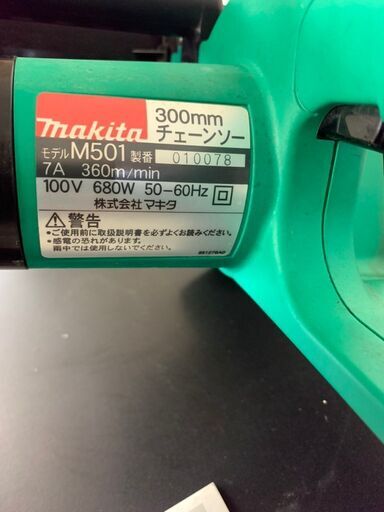 makita
300mm
チェーンソー
モデル M501 製番 010078
7A 360m/min
100V 680W 50-60Hz
株式会社 マキタ
⚠警告
●ご使用前に取扱説明書を必ずよくお読みください。
●感電の恐れがあります。
雨中では使用しないでください。